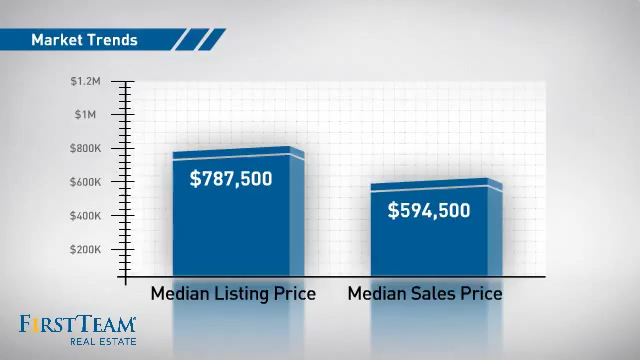 Market Trends
$1.2M
$1M
$800K
$600K
$400K
$200K
$787,500
$594,500
Median Listing Price
Median Sales Price
FIRSTTEAM®
REAL ESTATE